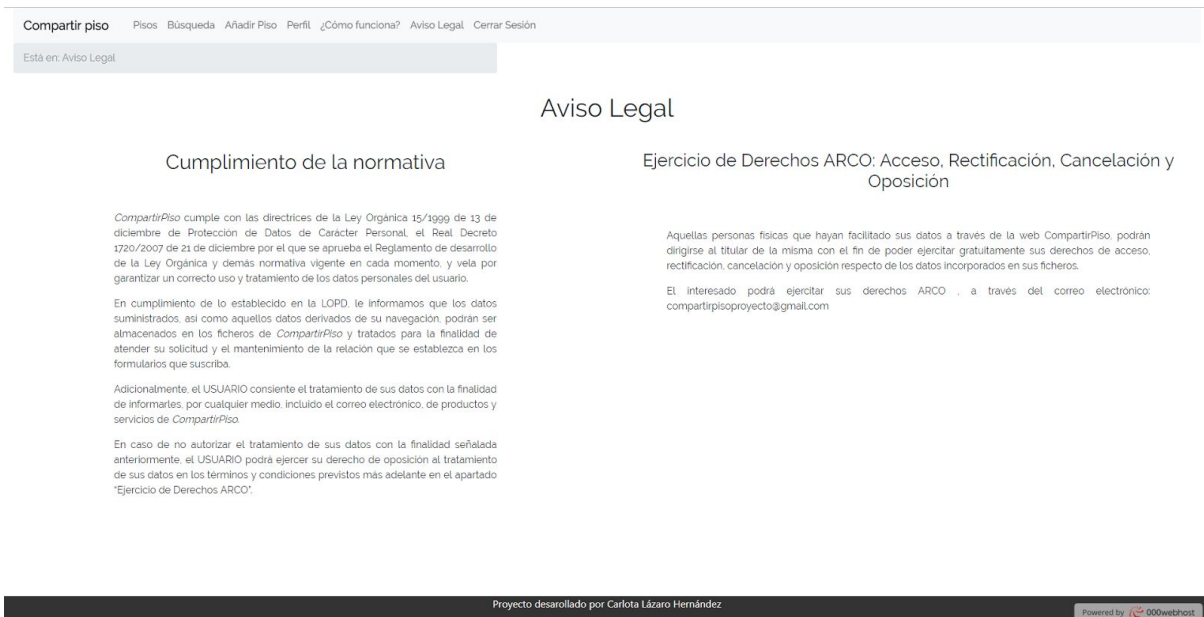 Compartir piso Pisos Búsqueda Añadir Piso Perfil ¿Cómo funciona? Aviso Legal Cerrar Sesión
Está en: Aviso Legal
Aviso Legal
Cumplimiento de la normativa
CompartirPiso cumple con las directrices de la Ley Orgánica 15/1999 de 13 de
diciembre de Protección de Datos de Carácter Personal, el Real Decreto
1720/2007 de 21 de diciembre por el que se aprueba el Reglamento de desarrollo
de la Ley Orgánica y demás normativa vigente en cada momento, y vela por
garantizar un correcto uso y tratamiento de los datos personales del usuario.
En cumplimiento de lo establecido en la LOPD, le informamos que los datos
suministrados, así como aquellos datos derivados de su navegación, podrán ser
almacenados en los ficheros de CompartirPiso y tratados para la finalidad de
atender su solicitud y el mantenimiento de la relación que se establezca en los
formularios que suscriba.
Adicionalmente, el USUARIO consiente el tratamiento de sus datos con la finalidad
de informarles, por cualquier medio, incluido el correo electrónico, de productos y
servicios de CompartirPiso.
En caso de no autorizar el tratamiento de sus datos con la finalidad señalada
anteriormente, el USUARIO podrá ejercer su derecho de oposición al tratamiento
de sus datos en los términos y condiciones previstos más adelante en el apartado
"Ejercicio de Derechos ARCO".
Ejercicio de Derechos ARCO: Acceso, Rectificación, Cancelación y
Oposición
Aquellas personas físicas que hayan facilitado sus datos a través de la web CompartirPiso, podrán
dirigirse al titular de la misma con el fin de poder ejercitar gratuitamente sus derechos de acceso,
rectificación, cancelación y oposición respecto de los datos incorporados en sus ficheros.
El interesado podrá ejercitar sus derechos ARCO , a través del correo electrónico:
compartirpisoproyecto@gmail.com
Proyecto desarollado por Carlota Lázaro Hernández
Powered by 000webhost